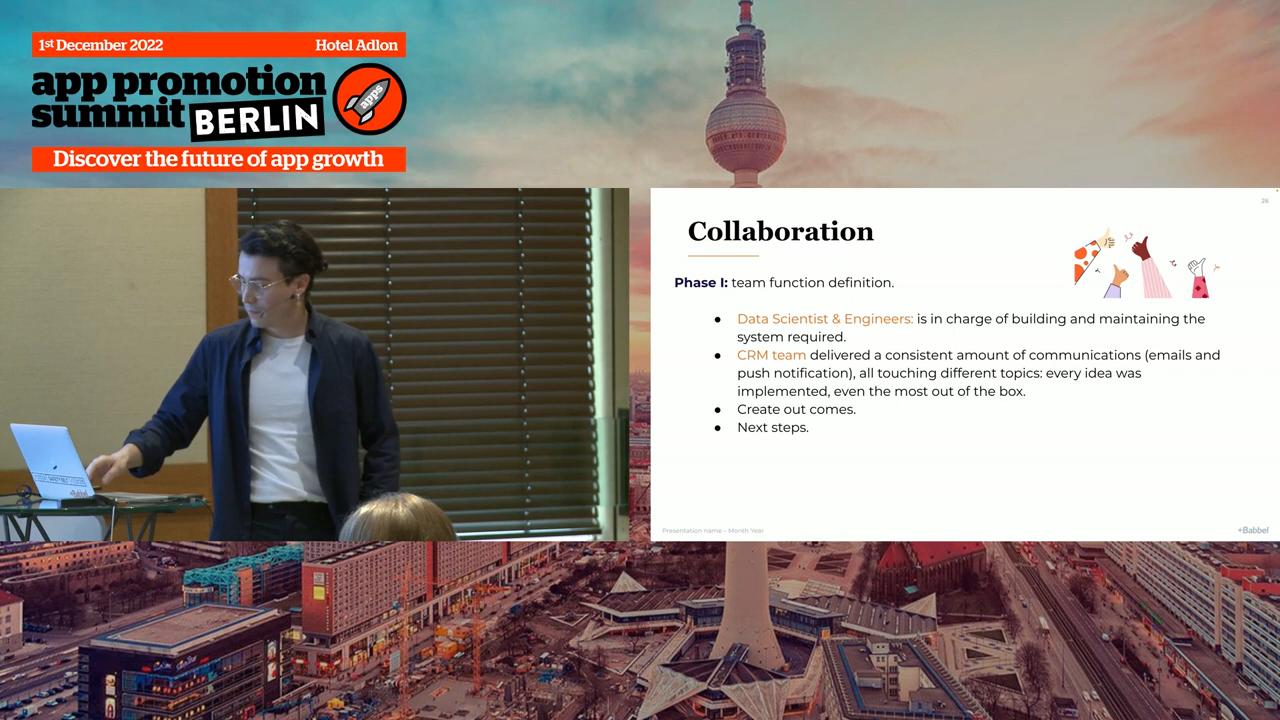 1st December 2022
Hotel Adlon
app promotion
summit BERLIN
apps
Discover the future of app growth
26
Collaboration
Phase I: team function definition.
● Data Scientist & Engineers: is in charge of building and maintaining the
system required.
● CRM team delivered a consistent amount of communications (emails and
push notification), all touching different topics: every idea was
implemented, even the most out of the box.
● Create out comes.
● Next steps.
Presentation name – Month Year
+Babbel
+Babbel